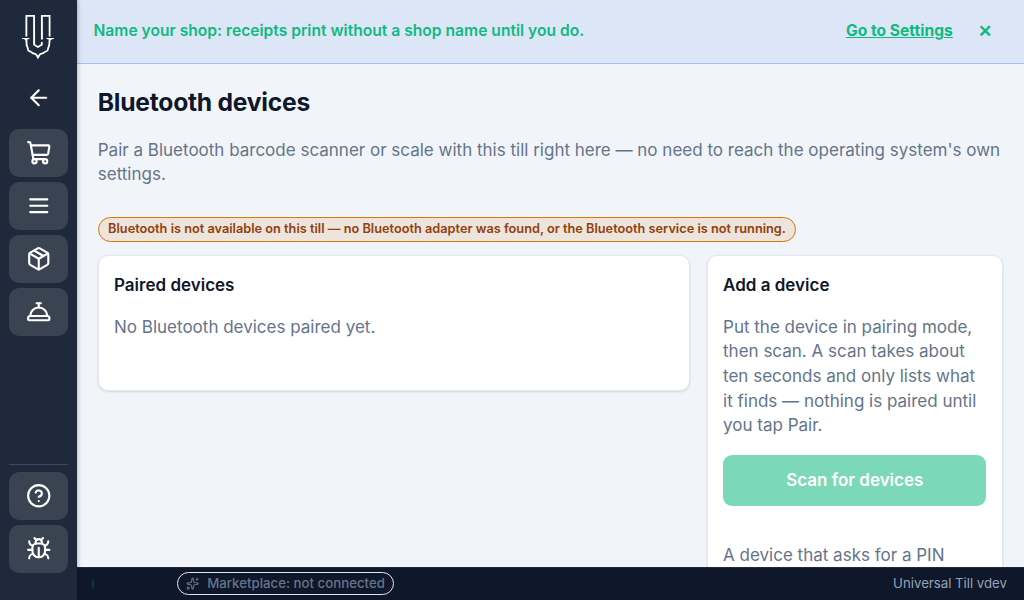 Name your shop: receipts print without a shop name until you do.
Go to Settings
Bluetooth devices
Pair a Bluetooth barcode scanner or scale with this till right here — no need to reach the operating system's own
settings.
Bluetooth is not available on this till — no Bluetooth adapter was found, or the Bluetooth service is not running.
Paired devices
No Bluetooth devices paired yet.
Add a device
Put the device in pairing mode,
then scan. A scan takes about
ten seconds and only lists what
it finds — nothing is paired until
you tap Pair.
Scan for devices
A device that asks for a PIN
Marketplace: not connected
Universal Till vdev